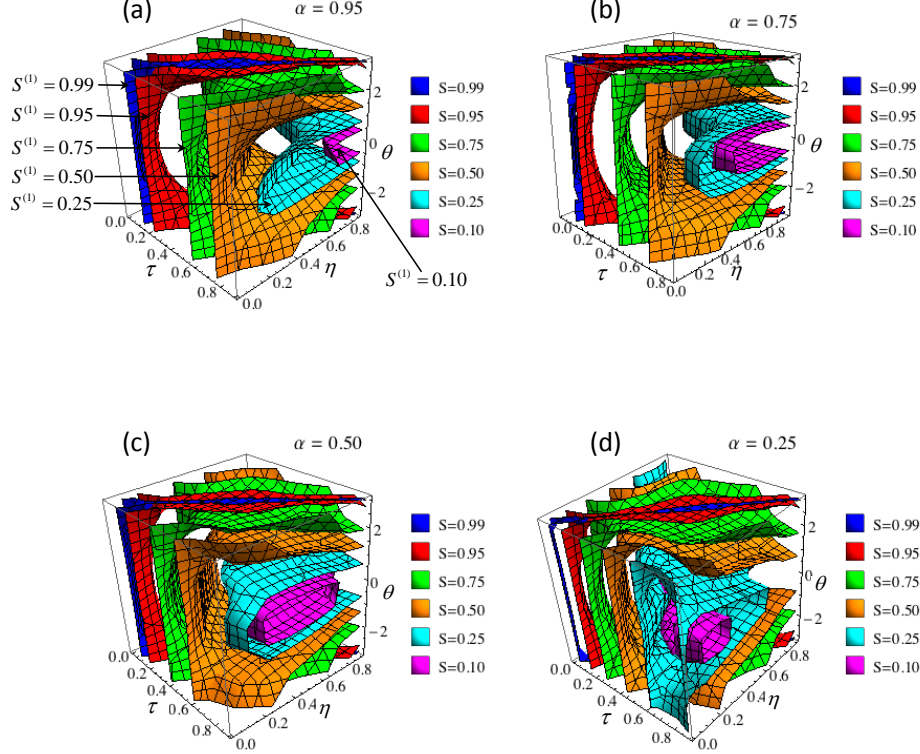 (a)
α = 0.95
S⁽¹⁾ = 0.99
S⁽¹⁾ = 0.95
S⁽¹⁾ = 0.75
S⁽¹⁾ = 0.50
S⁽¹⁾ = 0.25
S⁽¹⁾ = 0.10
2
0
−2
θ
0.0
0.2
0.4
0.6
0.8
τ
0.0
0.2
0.4
0.6
0.8
η
S=0.99
S=0.95
S=0.75
S=0.50
S=0.25
S=0.10
(b)
α = 0.75
2
0
−2
θ
0.0
0.2
0.4
0.6
0.8
τ
0.0
0.2
0.4
0.6
0.8
η
S=0.99
S=0.95
S=0.75
S=0.50
S=0.25
S=0.10
(c)
α = 0.50
2
0
−2
θ
0.0
0.2
0.4
0.6
0.8
τ
0.0
0.2
0.4
0.6
0.8
η
S=0.99
S=0.95
S=0.75
S=0.50
S=0.25
S=0.10
(d)
α = 0.25
2
0
−2
θ
0.0
0.2
0.4
0.6
0.8
τ
0.0
0.2
0.4
0.6
0.8
η
S=0.99
S=0.95
S=0.75
S=0.50
S=0.25
S=0.10